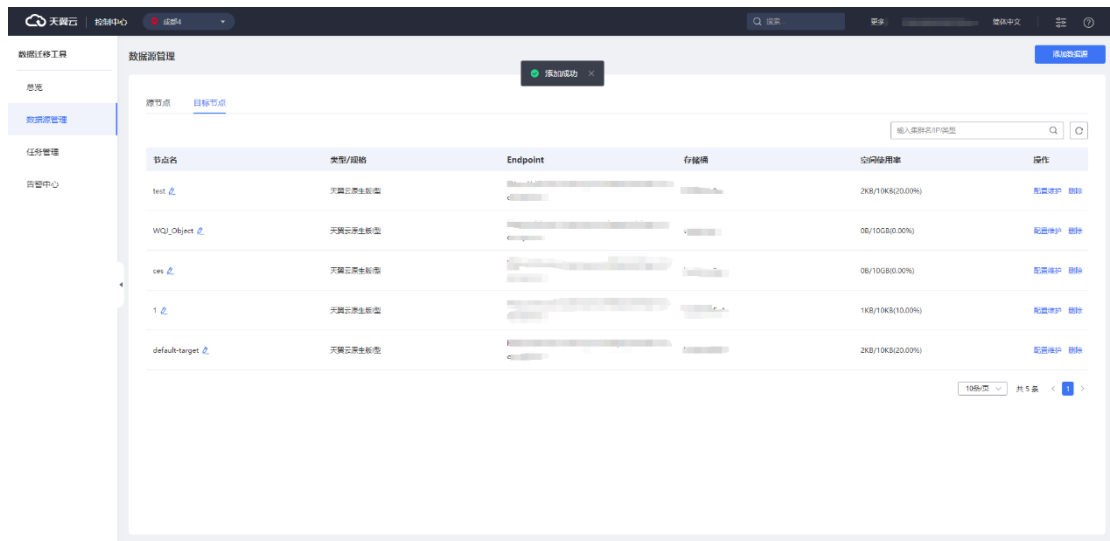 天翼云 控制中心 成都4 搜索... 更多 简体中文
数据迁移工具
总览
数据源管理
任务管理
告警中心
数据源管理 添加数据源
添加成功
源节点 目标节点
输入集群名/IP/类型
节点名 类型/规格 Endpoint 存储桶 空间使用率 操作
test 天翼云原生版I型 2KB/10KB(20.00%) 配置维护 删除
WQJ_Object 天翼云原生版I型 0B/10GB(0.00%) 配置维护 删除
ces 天翼云原生版I型 0B/10GB(0.00%) 配置维护 删除
1 天翼云原生版I型 1KB/10KB(10.00%) 配置维护 删除
default-target 天翼云原生版I型 2KB/10KB(20.00%) 配置维护 删除
10条/页 共 5 条 1